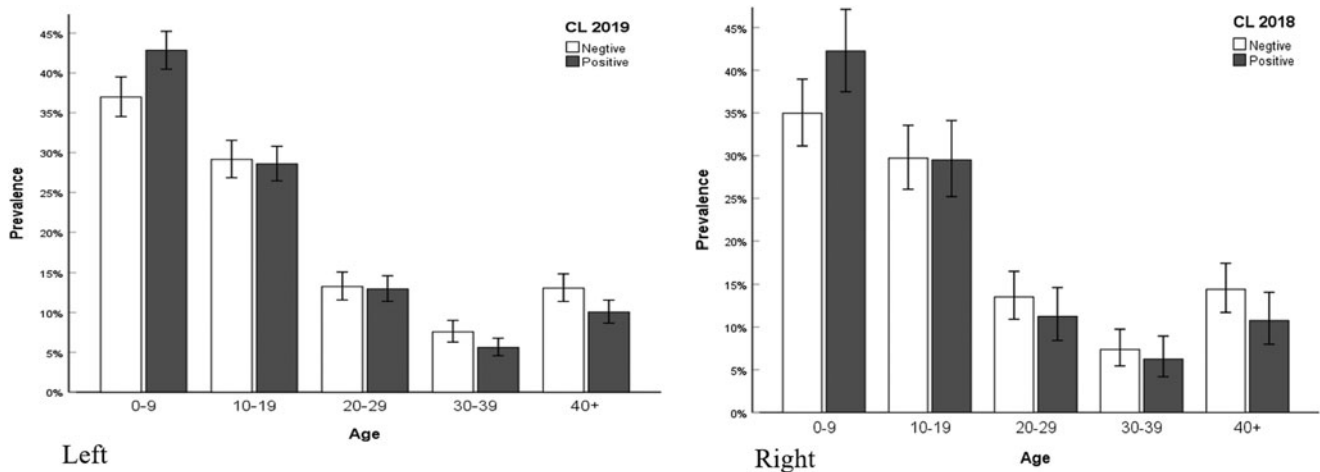 CL 2019
Negtive
Positive
45%
40%
35%
30%
25%
20%
15%
10%
5%
0%
Prevalence
0-9 10-19 20-29 30-39 40+
Age
Left
CL 2018
Negtive
Positive
45%
40%
35%
30%
25%
20%
15%
10%
5%
0%
Prevalence
0-9 10-19 20-29 30-39 40+
Age
Right